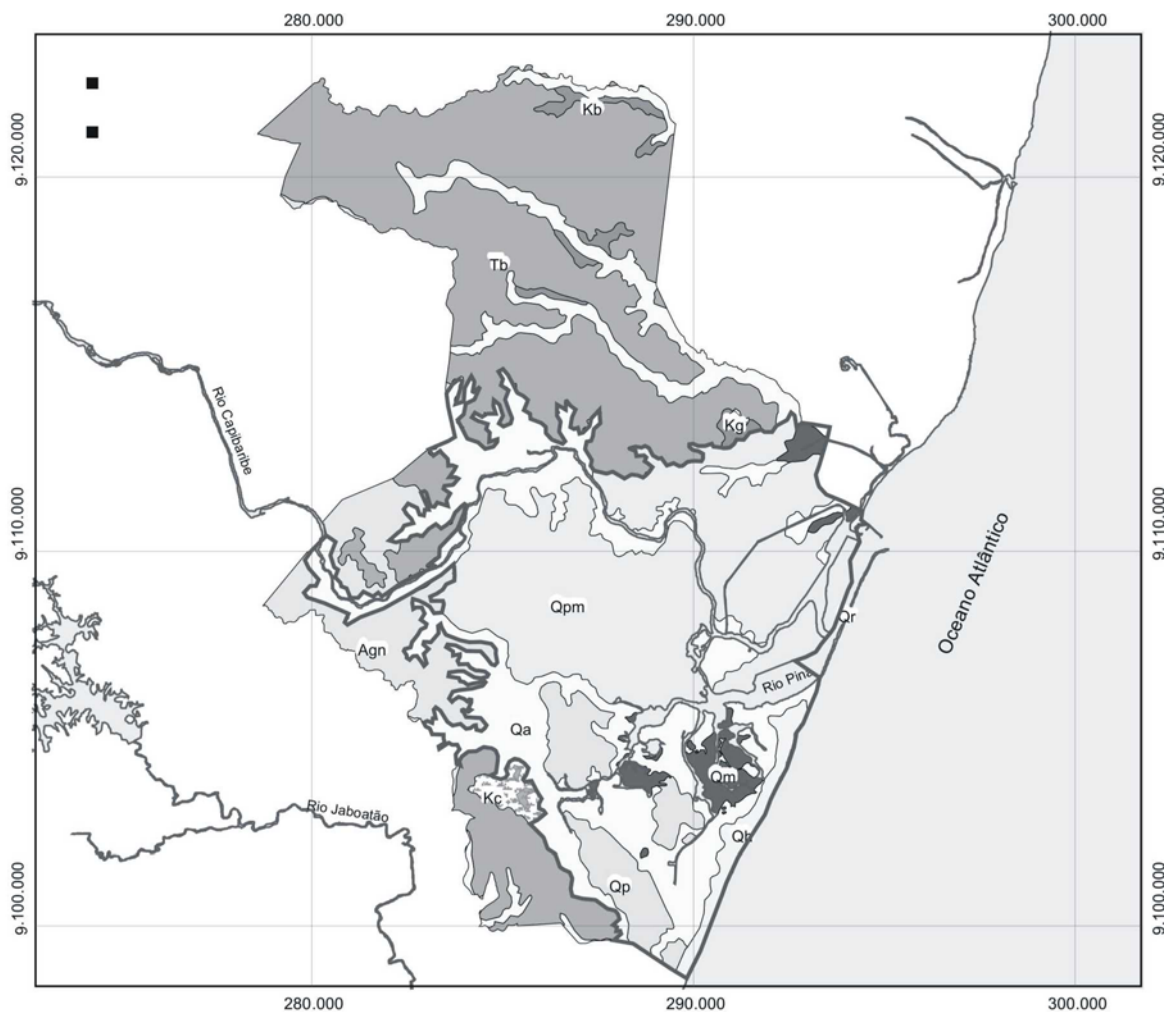 280.000
290.000
300.000
9.120.000
9.120.000
Kb
Tb
Rio Capibaribe
Kg
9.110.000
9.110.000
Oceano Atlântico
Qpm
Qr
Agn
Rio Pina
Qa
Qm
Kc
Rio Jaboatão
Qh
Qp
9.100.000
9.100.000
280.000
290.000
300.000